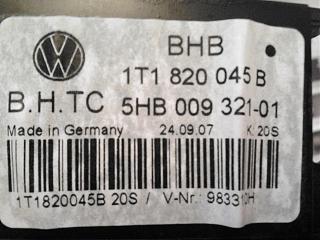 BHB
1T1 820 045 B
B.H.TC 5HB 009 321-01
Made in Germany 24.09.07 K: 20S
1T1820045B 20S / V-Nr.: